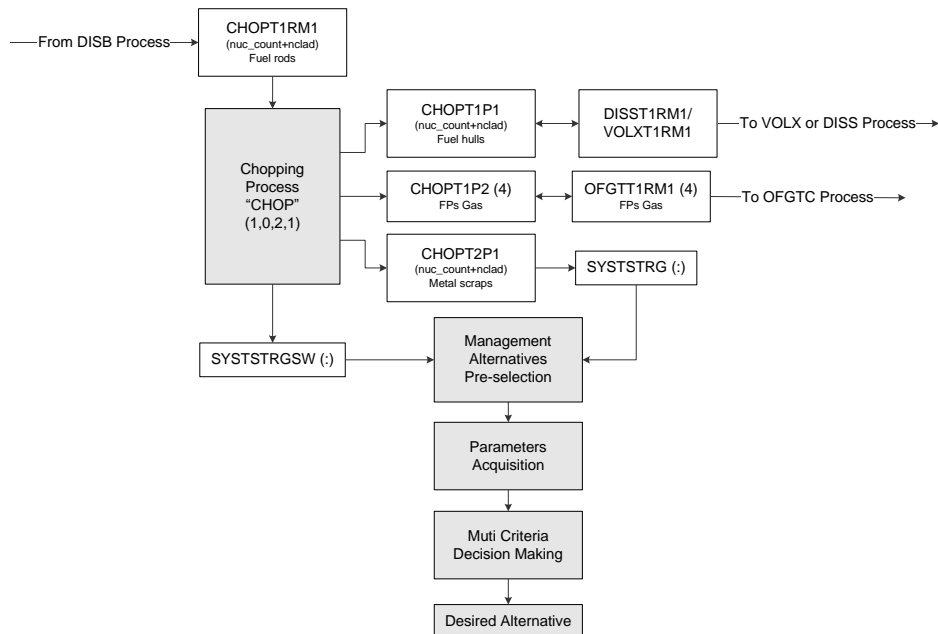 From DISB Process
CHOPT1RM1
(nuc_count+nclad)
Fuel rods
Chopping
Process
“CHOP”
(1,0,2,1)
CHOPT1P1
(nuc_count+nclad)
Fuel hulls
DISST1RM1/
VOLXT1RM1
To VOLX or DISS Process
CHOPT1P2 (4)
FPs Gas
OFGTT1RM1 (4)
FPs Gas
To OFGTC Process
CHOPT2P1
(nuc_count+nclad)
Metal scraps
SYSTSTRG (:)
SYSTSTRGSW (:)
Management
Alternatives
Pre-selection
Parameters
Acquisition
Muti Criteria
Decision Making
Desired Alternative